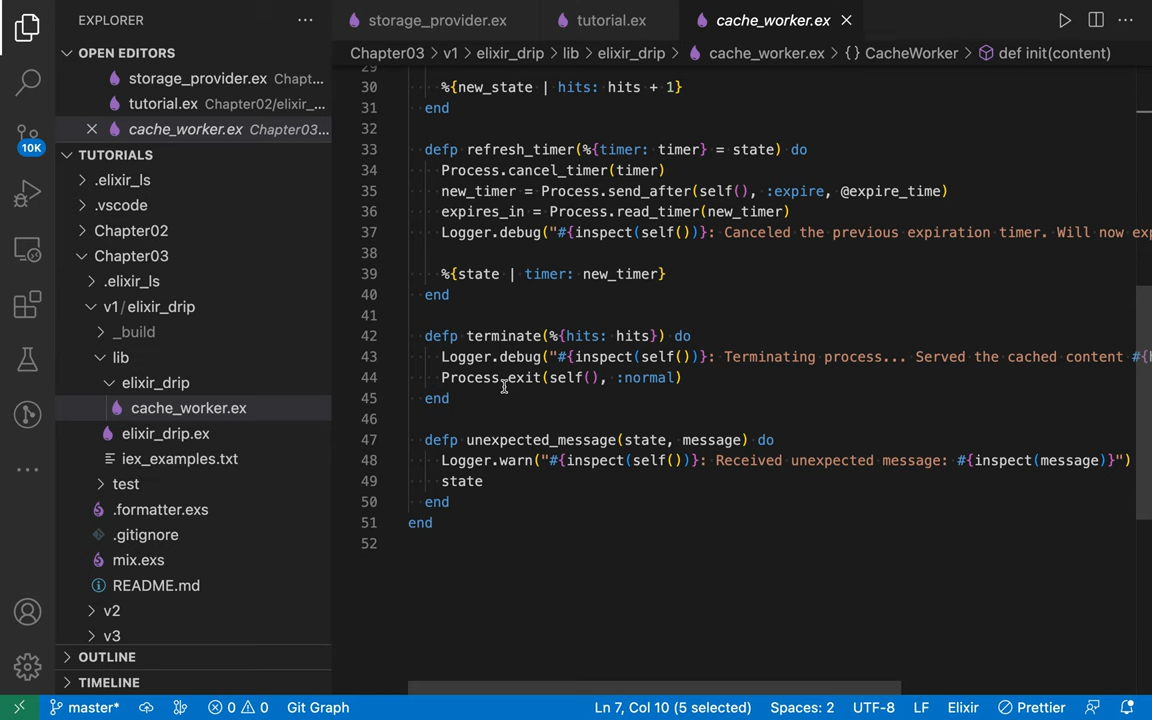 EXPLORER
storage_provider.ex
tutorial.ex
cache_worker.ex
OPEN EDITORS
storage_provider.ex Chapt...
tutorial.ex Chapter02/elixir_...
cache_worker.ex Chapter03...
TUTORIALS
.elixir_ls
.vscode
Chapter02
Chapter03
.elixir_ls
v1/elixir_drip
_build
lib
elixir_drip
cache_worker.ex
elixir_drip.ex
iex_examples.txt
test
.formatter.exs
.gitignore
mix.exs
README.md
v2
v3
OUTLINE
TIMELINE
10K
Chapter03 > v1 > elixir_drip > lib > elixir_drip > cache_worker.ex > {} CacheWorker > def init(content)
29
30 %{new_state | hits: hits + 1}
31 end
32
33 defp refresh_timer(%{timer: timer} = state) do
34 Process.cancel_timer(timer)
35 new_timer = Process.send_after(self(), :expire, @expire_time)
36 expires_in = Process.read_timer(new_timer)
37 Logger.debug("#{inspect(self())}: Canceled the previous expiration timer. Will now exp
38
39 %{state | timer: new_timer}
40 end
41
42 defp terminate(%{hits: hits}) do
43 Logger.debug("#{inspect(self())}: Terminating process... Served the cached content #{h
44 Process.exit(self(), :normal)
45 end
46
47 defp unexpected_message(state, message) do
48 Logger.warn("#{inspect(self())}: Received unexpected message: #{inspect(message)}")
49 state
50 end
51 end
52
master* 0 0 Git Graph Ln 7, Col 10 (5 selected) Spaces: 2 UTF-8 LF Elixir Prettier